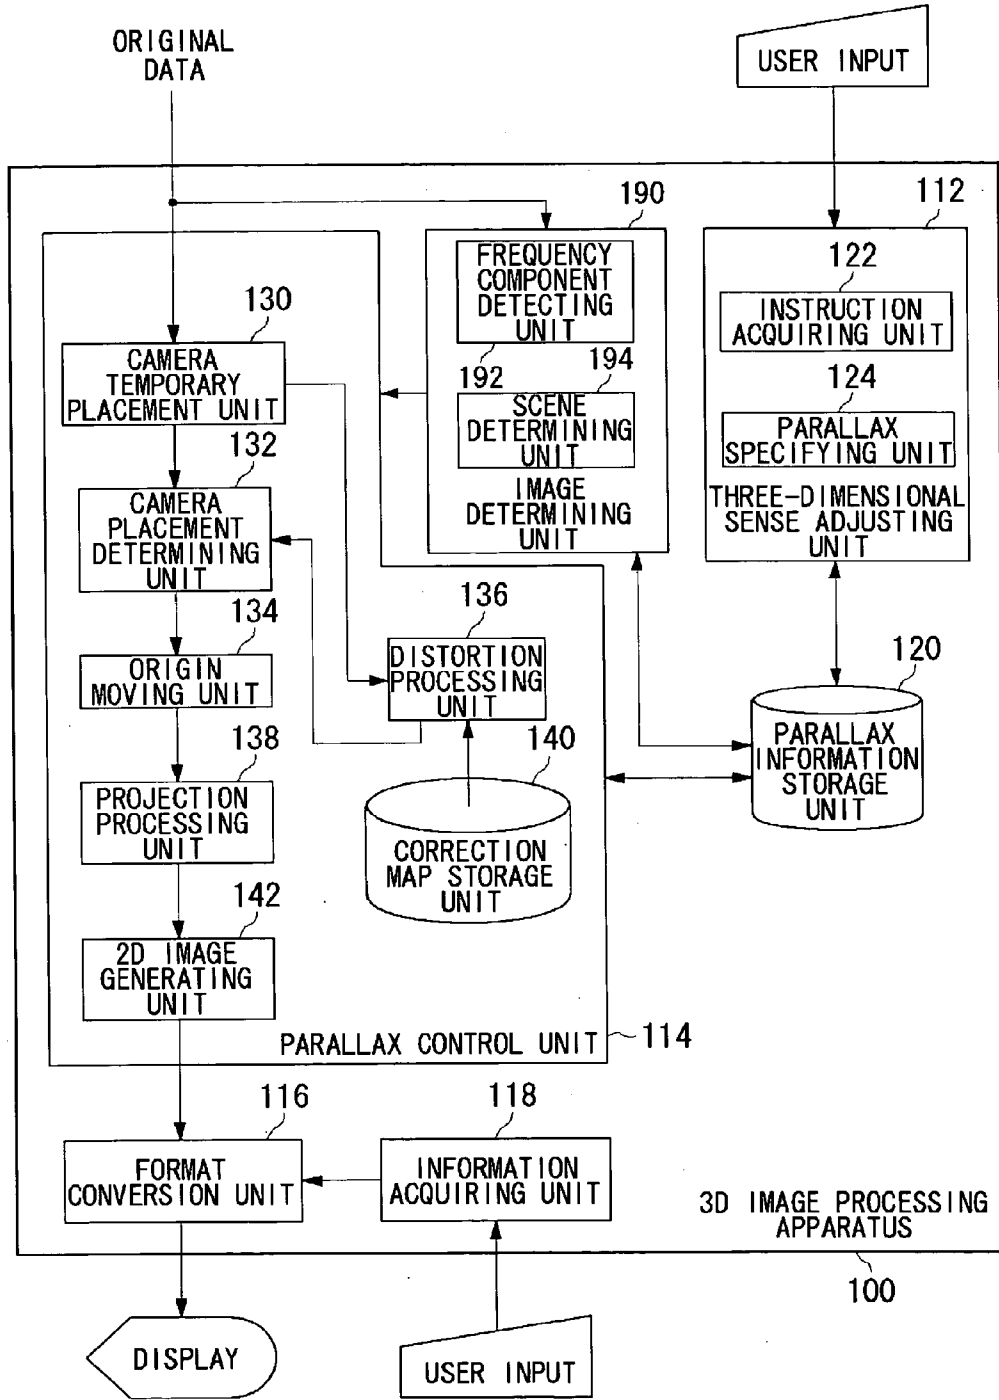 ORIGINAL
DATA
USER INPUT
190
112
FREQUENCY
COMPONENT
DETECTING
UNIT
192
194
SCENE
DETERMINING
UNIT
IMAGE
DETERMINING
UNIT
122
INSTRUCTION
ACQUIRING UNIT
124
PARALLAX
SPECIFYING UNIT
THREE-DIMENSIONAL
SENSE ADJUSTING
UNIT
130
CAMERA
TEMPORARY
PLACEMENT UNIT
132
CAMERA
PLACEMENT
DETERMINING
UNIT
134
ORIGIN
MOVING UNIT
136
DISTORTION
PROCESSING
UNIT
120
PARALLAX
INFORMATION
STORAGE
UNIT
138
PROJECTION
PROCESSING
UNIT
140
CORRECTION
MAP STORAGE
UNIT
142
2D IMAGE
GENERATING
UNIT
PARALLAX CONTROL UNIT
114
116
FORMAT
CONVERSION UNIT
118
INFORMATION
ACQUIRING UNIT
3D IMAGE PROCESSING
APPARATUS
100
DISPLAY
USER INPUT